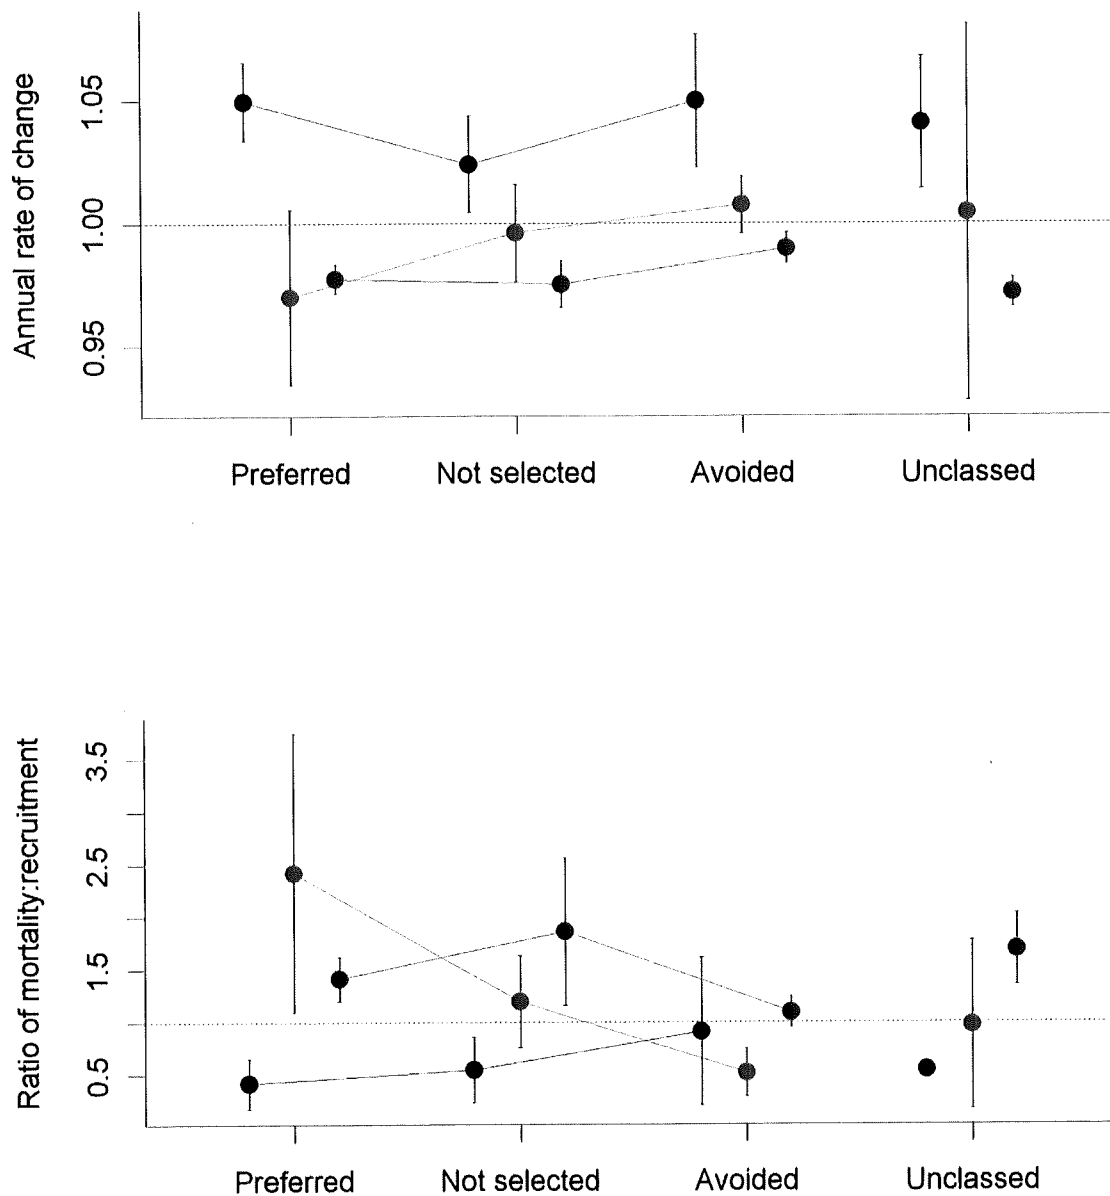 Annual rate of change
1.05
1.00
0.95
Preferred Not selected Avoided Unclassed
Ratio of mortality:recruitment
3.5
2.5
1.5
0.5
Preferred Not selected Avoided Unclassed